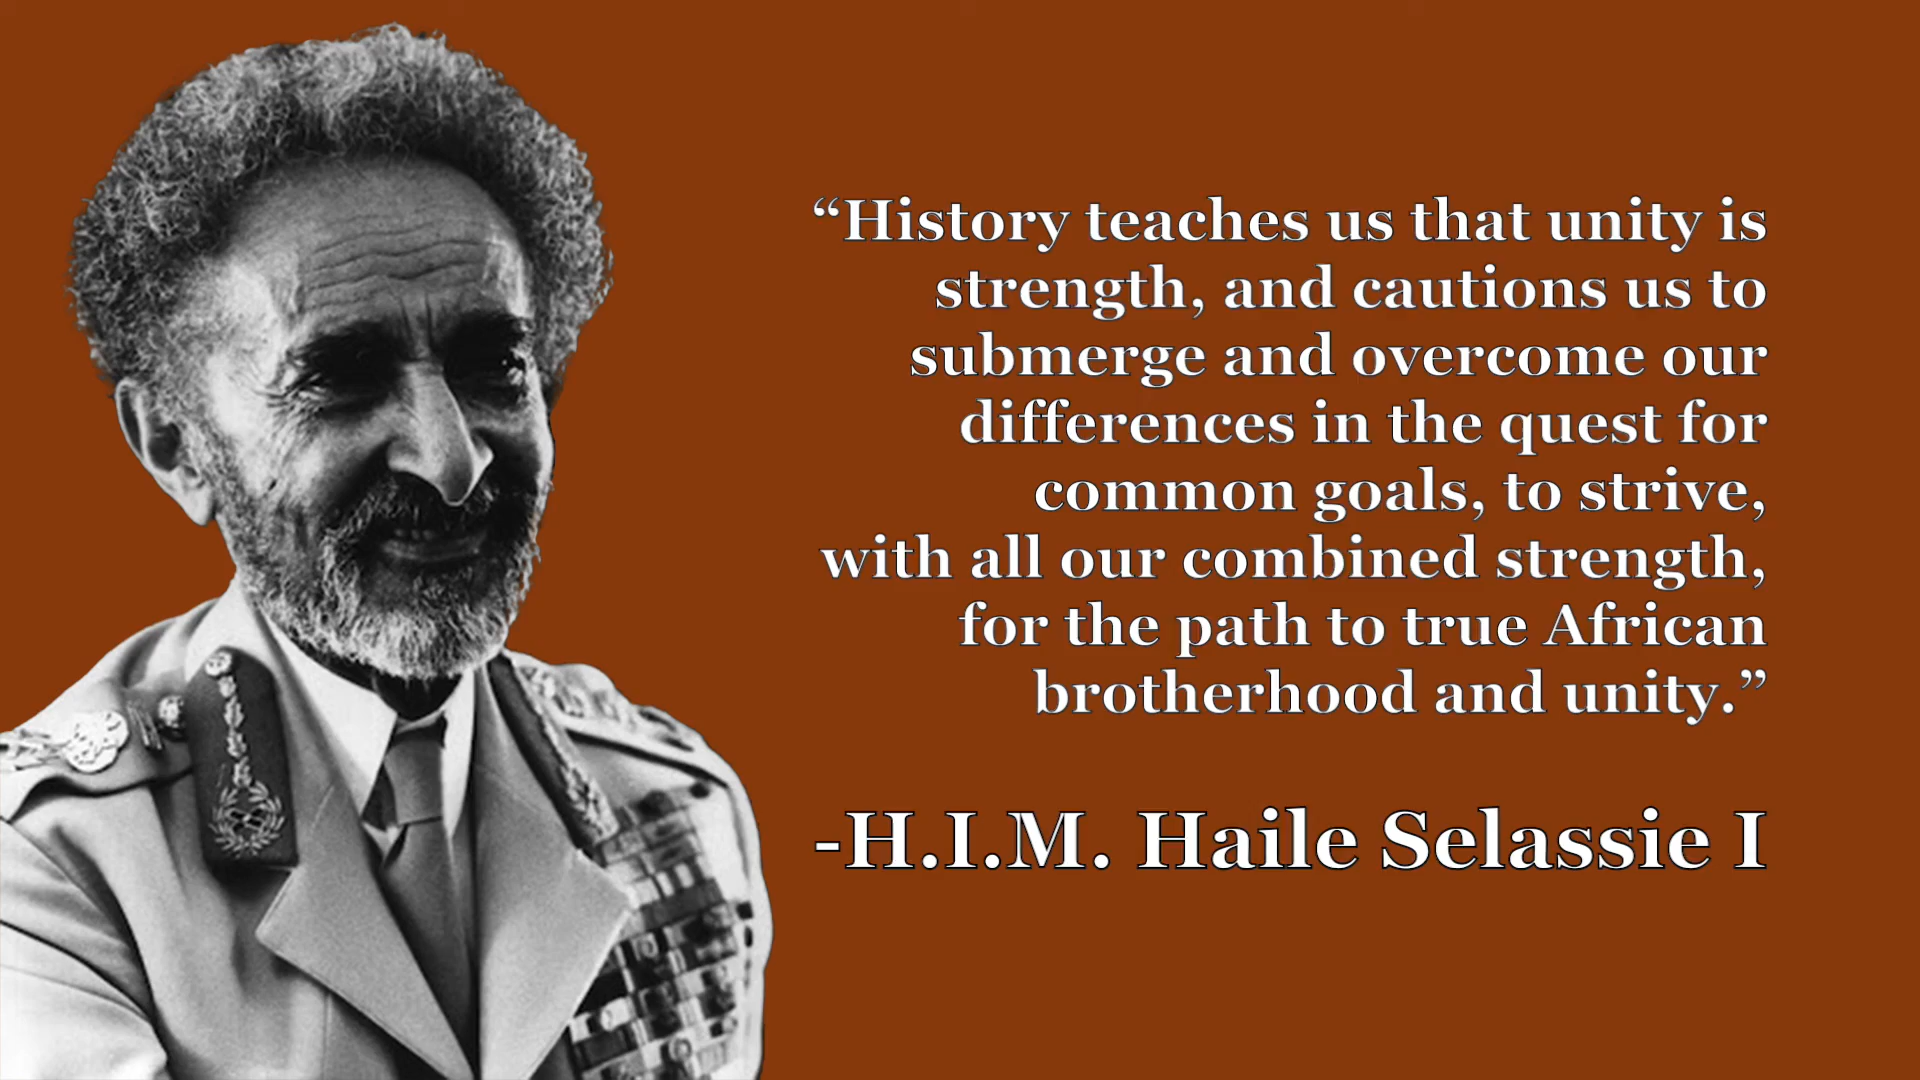 “History teaches us that unity is
strength, and cautions us to
submerge and overcome our
differences in the quest for
common goals, to strive,
with all our combined strength,
for the path to true African
brotherhood and unity.”
-H.I.M. Haile Selassie I